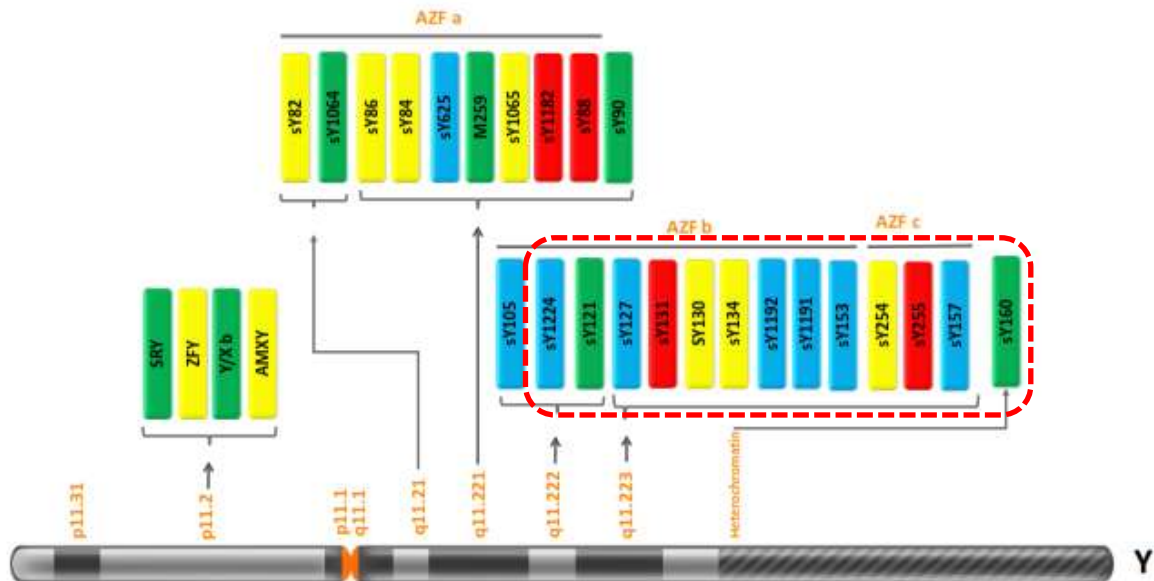 AZF a
sY82
sY1064
sY86
sY84
sY625
M259
sY1065
sY1182
sY88
sY90
AZF b
AZF c
sY105
sY1224
sY121
sY127
sY131
SY130
sY134
sY1192
sY1191
sY153
sY254
sY255
sY157
sY160
SRY
ZFY
Y/X b
AMXY
p11.31
p11.2
p11.1
q11.1
q11.21
q11.221
q11.222
q11.223
Heterochromatin
Y